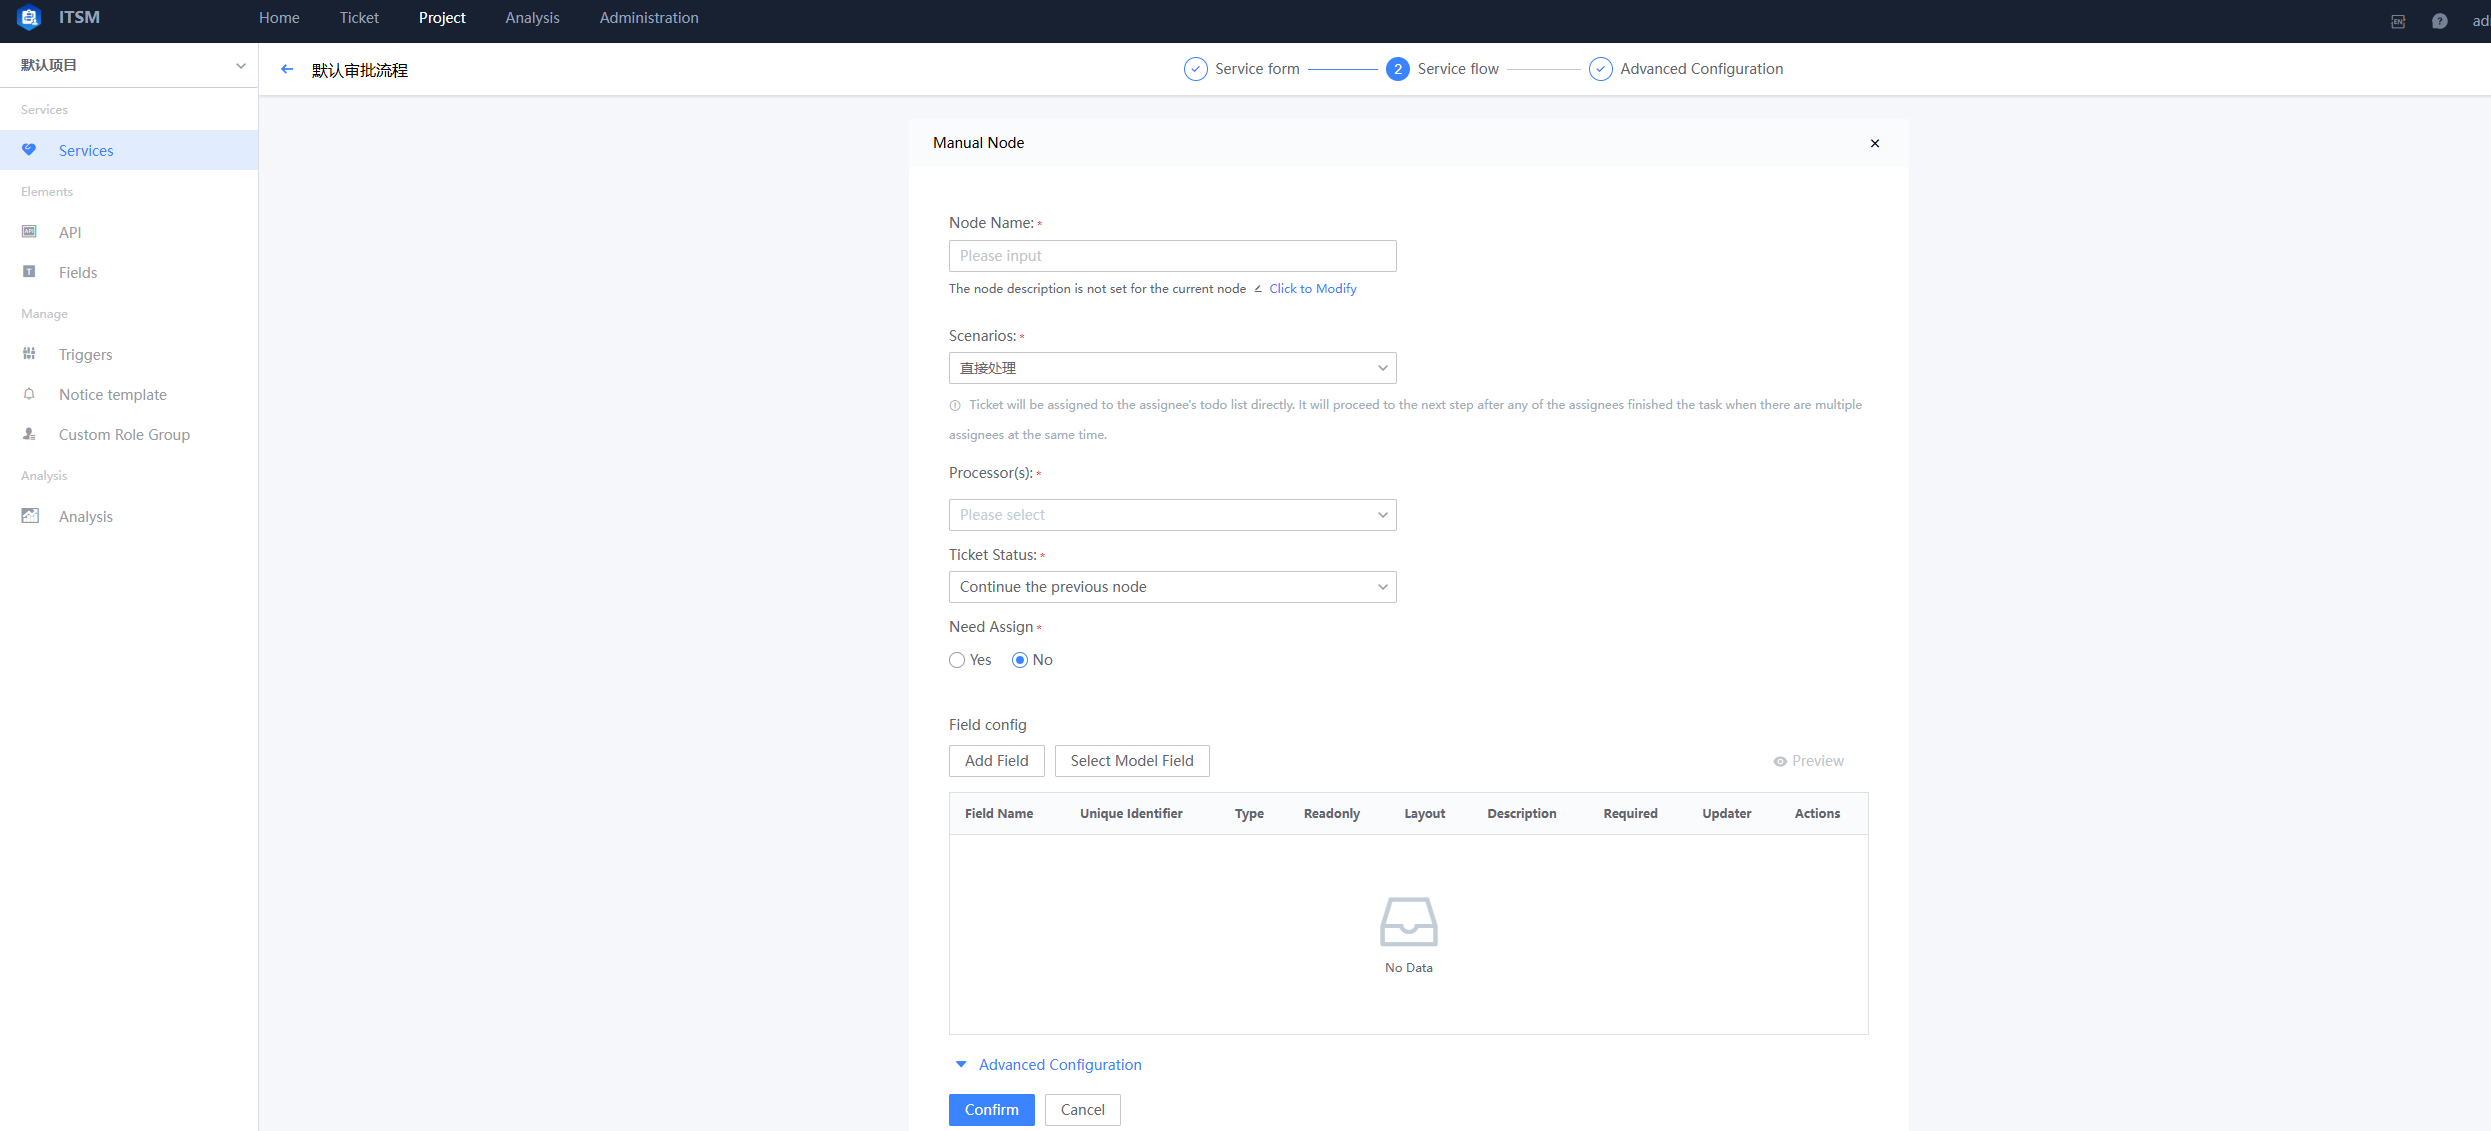 ITSM
Home Ticket Project Analysis Administration
EN ? ad
默认项目
默认审批流程
Service form 2 Service flow Advanced Configuration
Services
Services
Elements
API
Fields
Manage
Triggers
Notice template
Custom Role Group
Analysis
Analysis
Manual Node
Node Name: *
Please input
The node description is not set for the current node Click to Modify
Scenarios: *
直接处理
Ticket will be assigned to the assignee's todo list directly. It will proceed to the next step after any of the assignees finished the task when there are multiple
assignees at the same time.
Processor(s): *
Please select
Ticket Status: *
Continue the previous node
Need Assign *
Yes No
Field config
Add Field Select Model Field Preview
Field Name Unique Identifier Type Readonly Layout Description Required Updater Actions
No Data
Advanced Configuration
Confirm Cancel